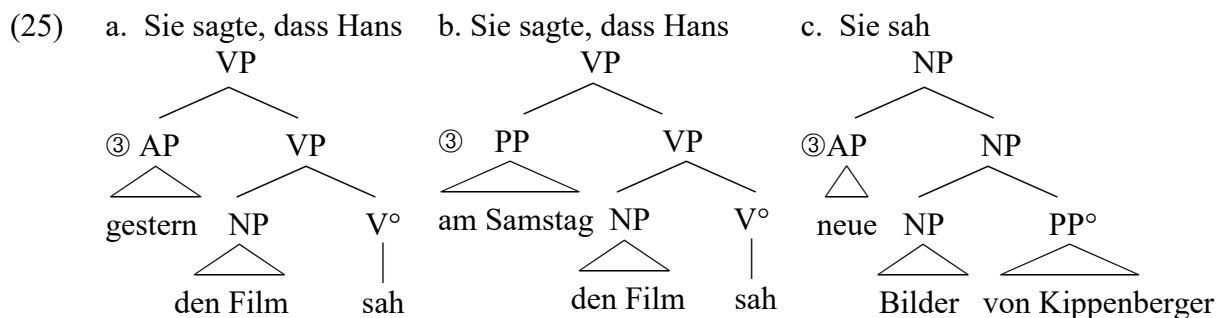 (25) a. Sie sagte, dass Hans b. Sie sagte, dass Hans c. Sie sah
VP VP NP
③ AP VP ③ PP VP ③AP NP
gestern NP V° am Samstag NP V° neue NP PP°
den Film sah den Film sah Bilder von Kippenberger